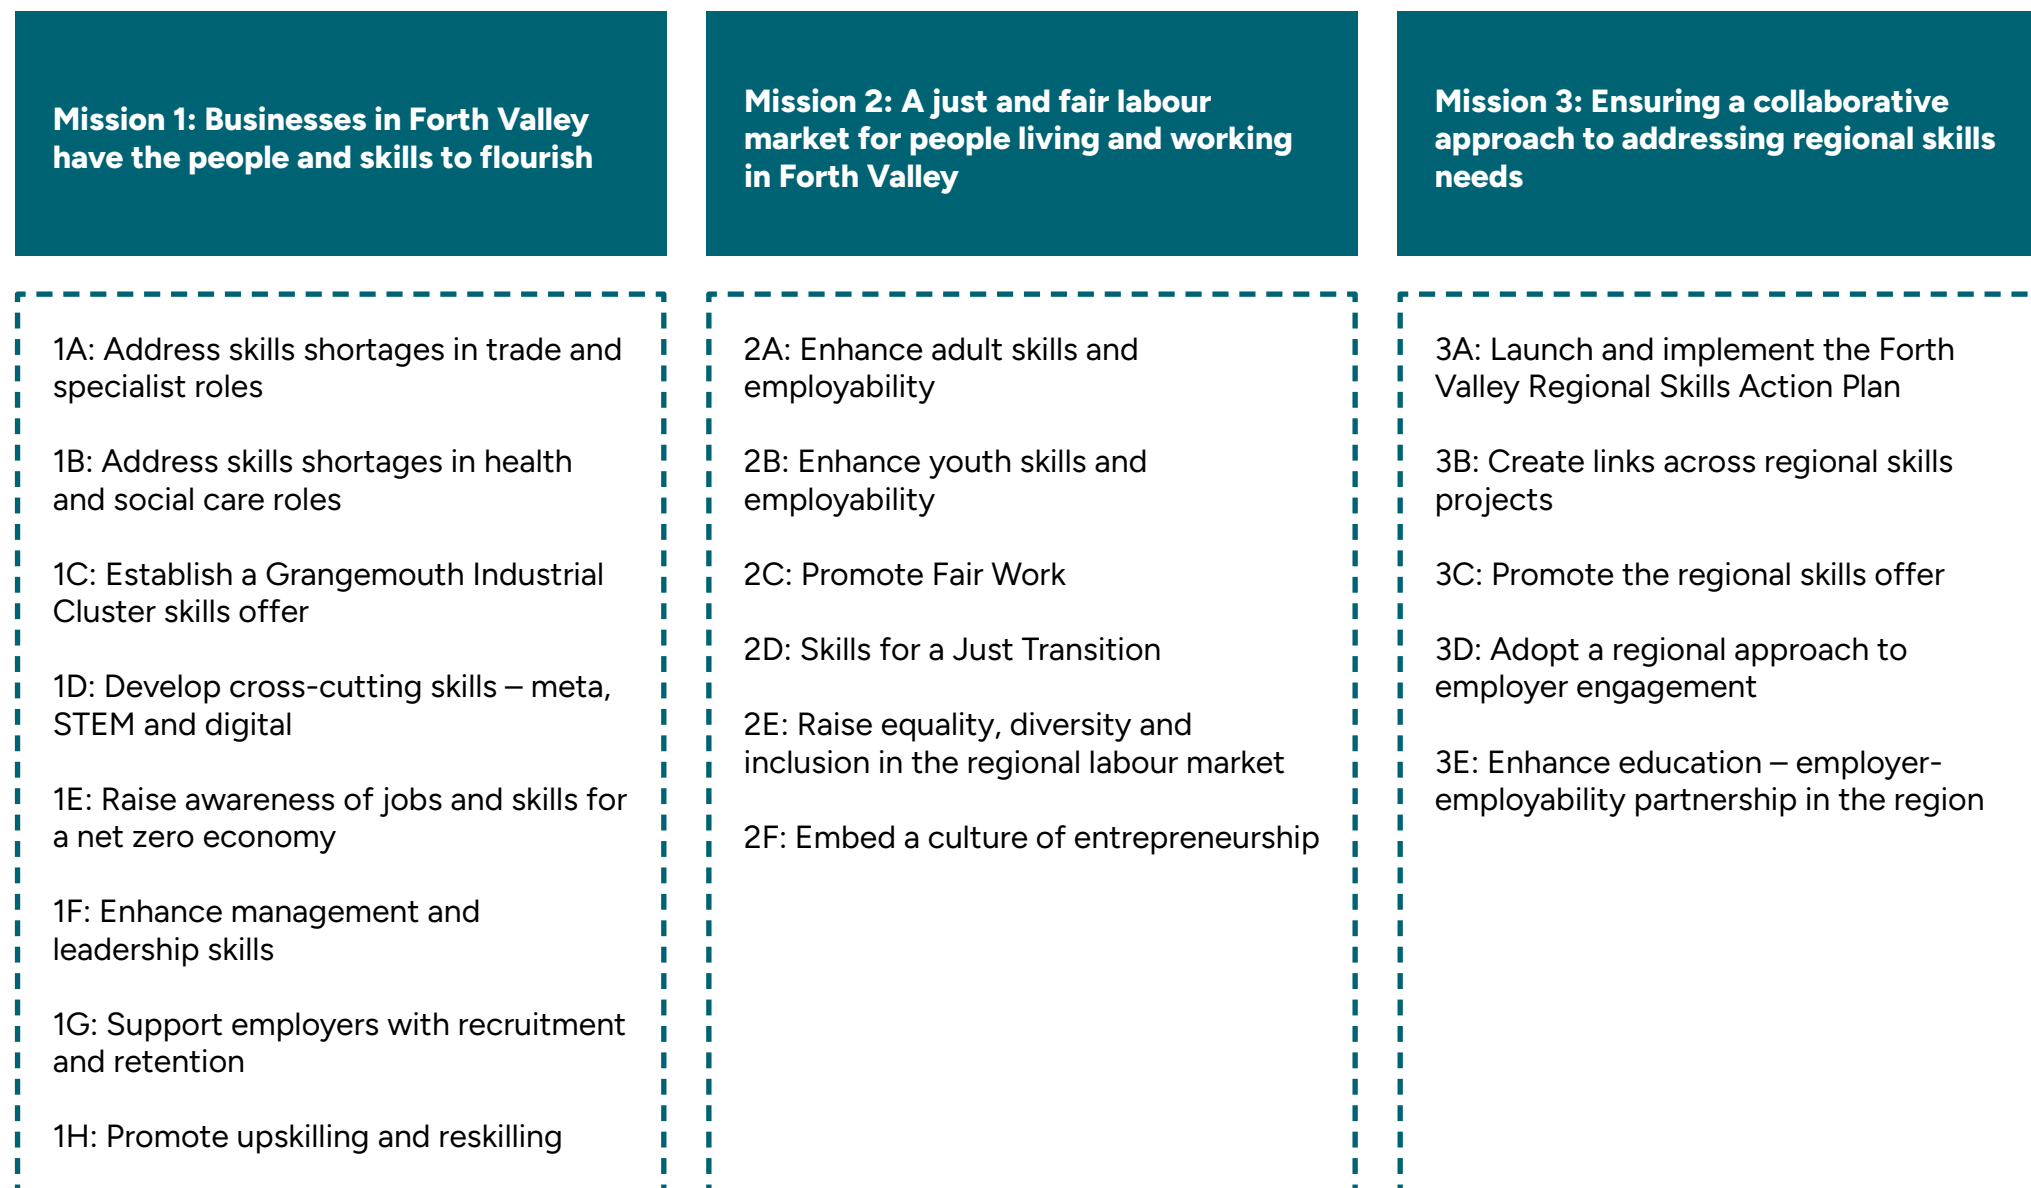 Mission 1: Businesses in Forth Valley
have the people and skills to flourish
1A: Address skills shortages in trade and
specialist roles
1B: Address skills shortages in health
and social care roles
1C: Establish a Grangemouth Industrial
Cluster skills offer
1D: Develop cross-cutting skills – meta,
STEM and digital
1E: Raise awareness of jobs and skills for
a net zero economy
1F: Enhance management and
leadership skills
1G: Support employers with recruitment
and retention
1H: Promote upskilling and reskilling
Mission 2: A just and fair labour
market for people living and working
in Forth Valley
2A: Enhance adult skills and
employability
2B: Enhance youth skills and
employability
2C: Promote Fair Work
2D: Skills for a Just Transition
2E: Raise equality, diversity and
inclusion in the regional labour market
2F: Embed a culture of entrepreneurship
Mission 3: Ensuring a collaborative
approach to addressing regional skills
needs
3A: Launch and implement the Forth
Valley Regional Skills Action Plan
3B: Create links across regional skills
projects
3C: Promote the regional skills offer
3D: Adopt a regional approach to
employer engagement
3E: Enhance education – employer-
employability partnership in the region